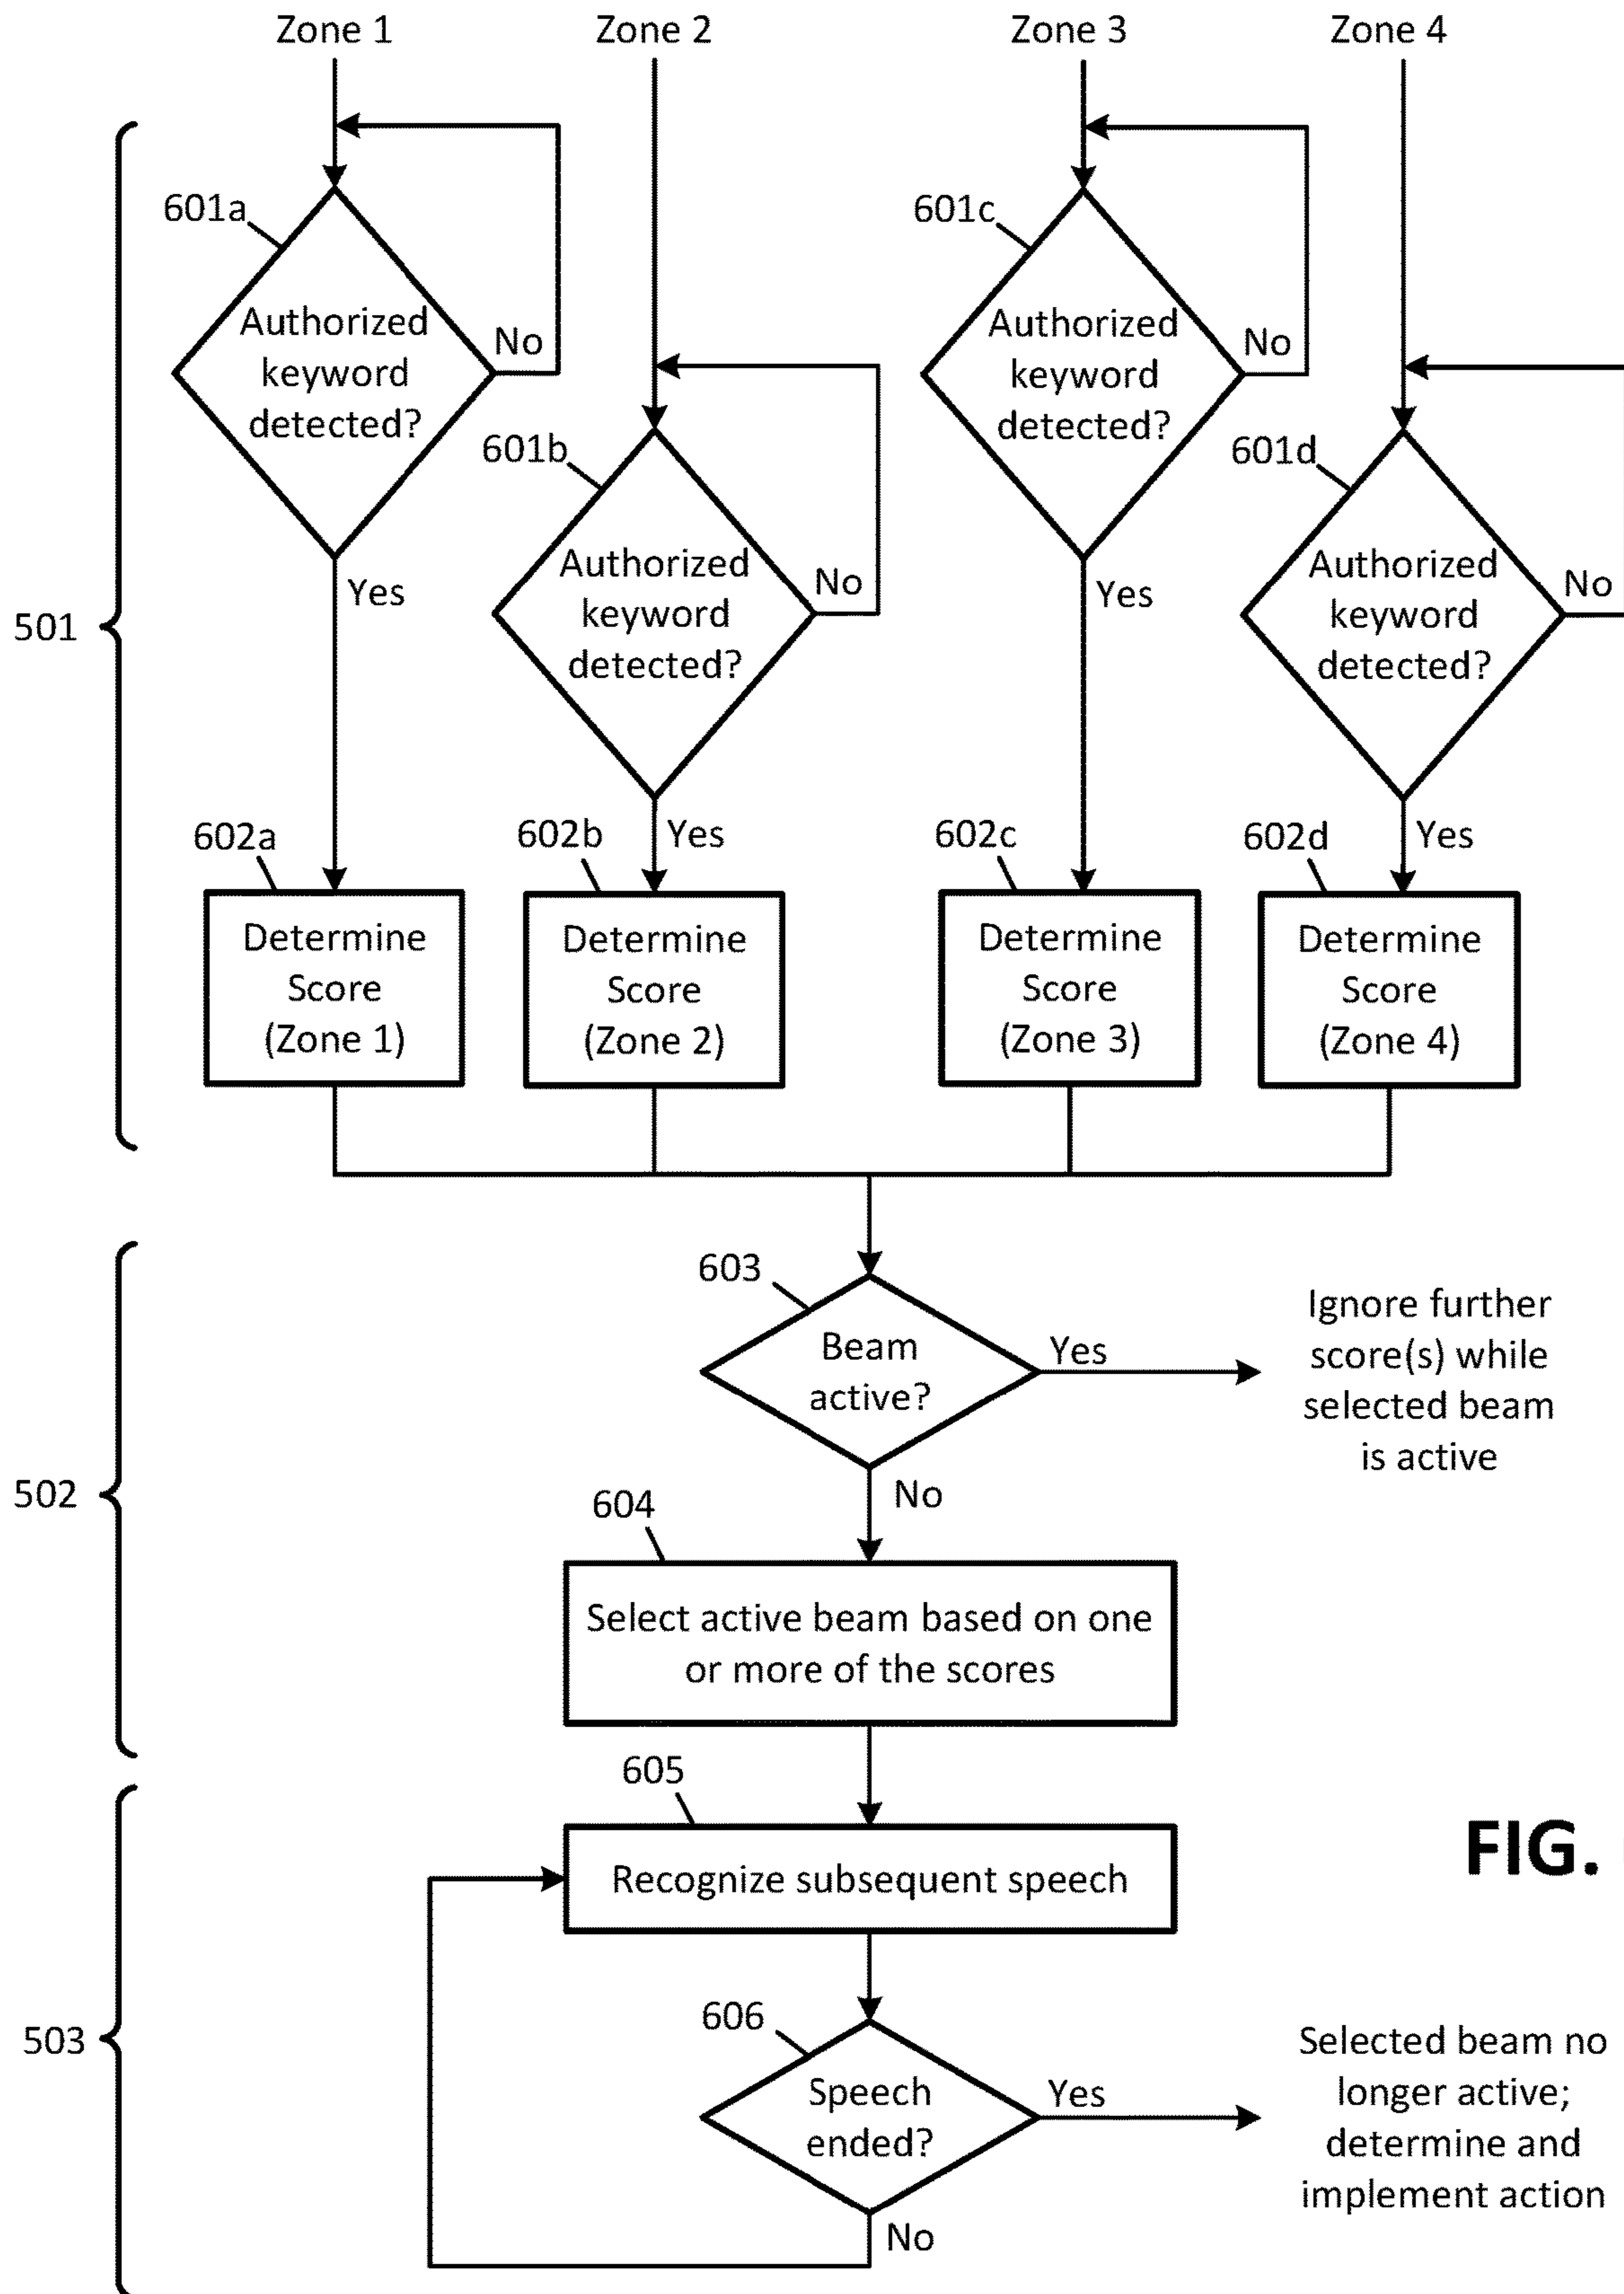 Zone 1
Zone 2
Zone 3
Zone 4
601a
Authorized
keyword
detected?
No
Yes
601b
Authorized
keyword
detected?
No
Yes
601c
Authorized
keyword
detected?
No
Yes
601d
Authorized
keyword
detected?
No
Yes
501
602a
Determine
Score
(Zone 1)
602b
Determine
Score
(Zone 2)
602c
Determine
Score
(Zone 3)
602d
Determine
Score
(Zone 4)
502
603
Beam
active?
Yes
Ignore further
score(s) while
selected beam
is active
No
604
Select active beam based on one
or more of the scores
503
605
Recognize subsequent speech
606
Speech
ended?
Yes
Selected beam no
longer active;
determine and
implement action
No
FIG.